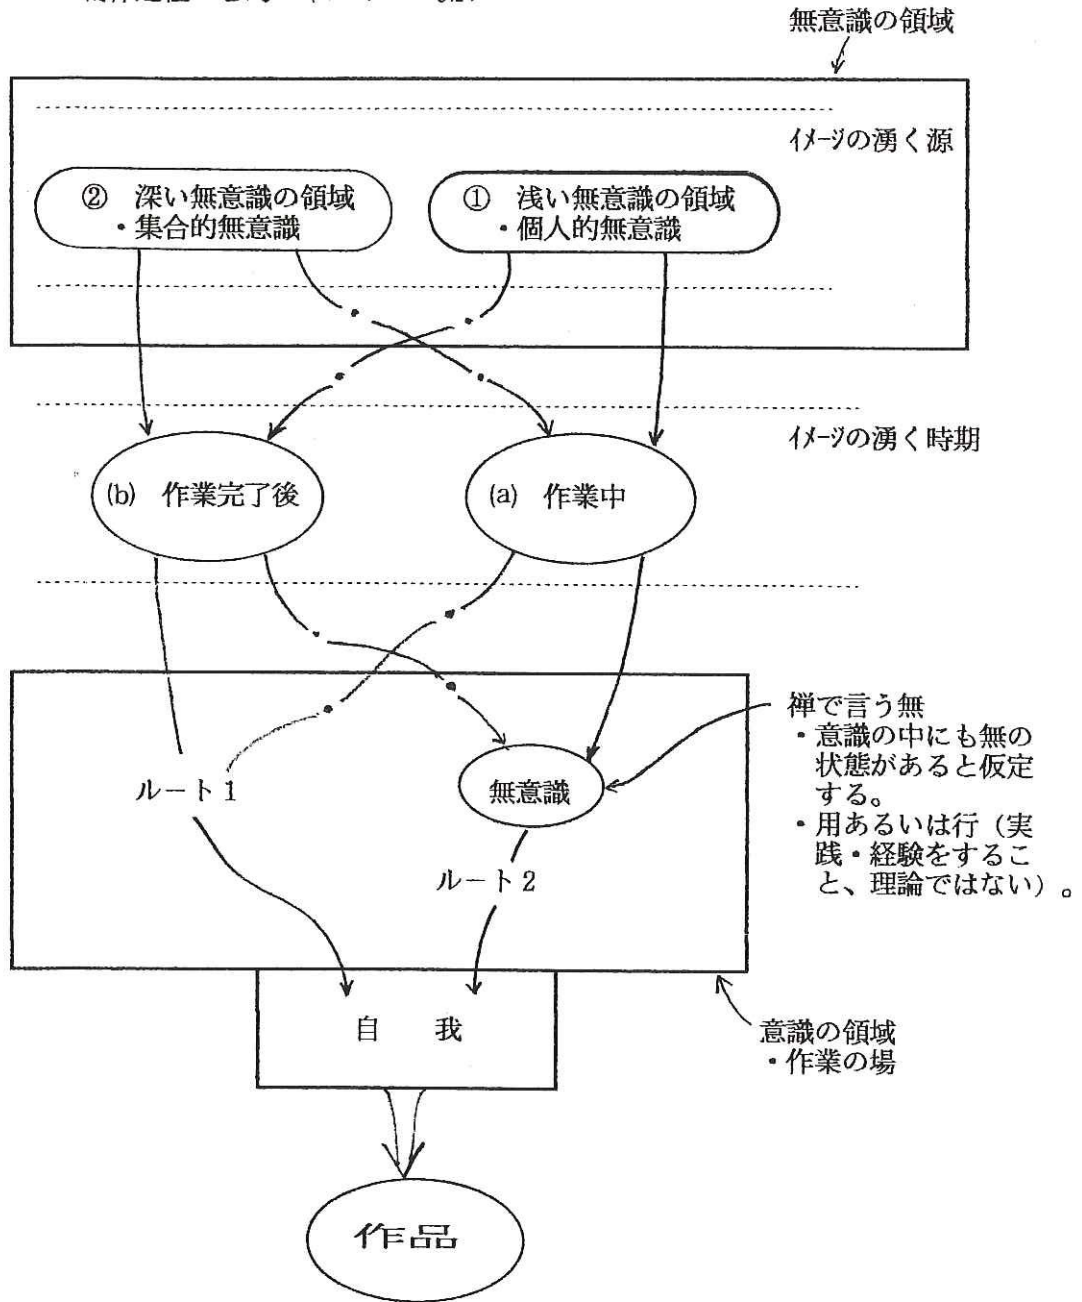 無意識の領域
イメージの湧く源
② 深い無意識の領域
・集合的無意識
① 浅い無意識の領域
・個人的無意識
イメージの湧く時期
(b) 作業完了後
(a) 作業中
禅で言う無
・意識の中にも無の
状態があると仮定
する。
・用あるいは行（実
践・経験をするこ
と、理論ではない）。
ルート1
無意識
ルート2
自 我
意識の領域
・作業の場
作品